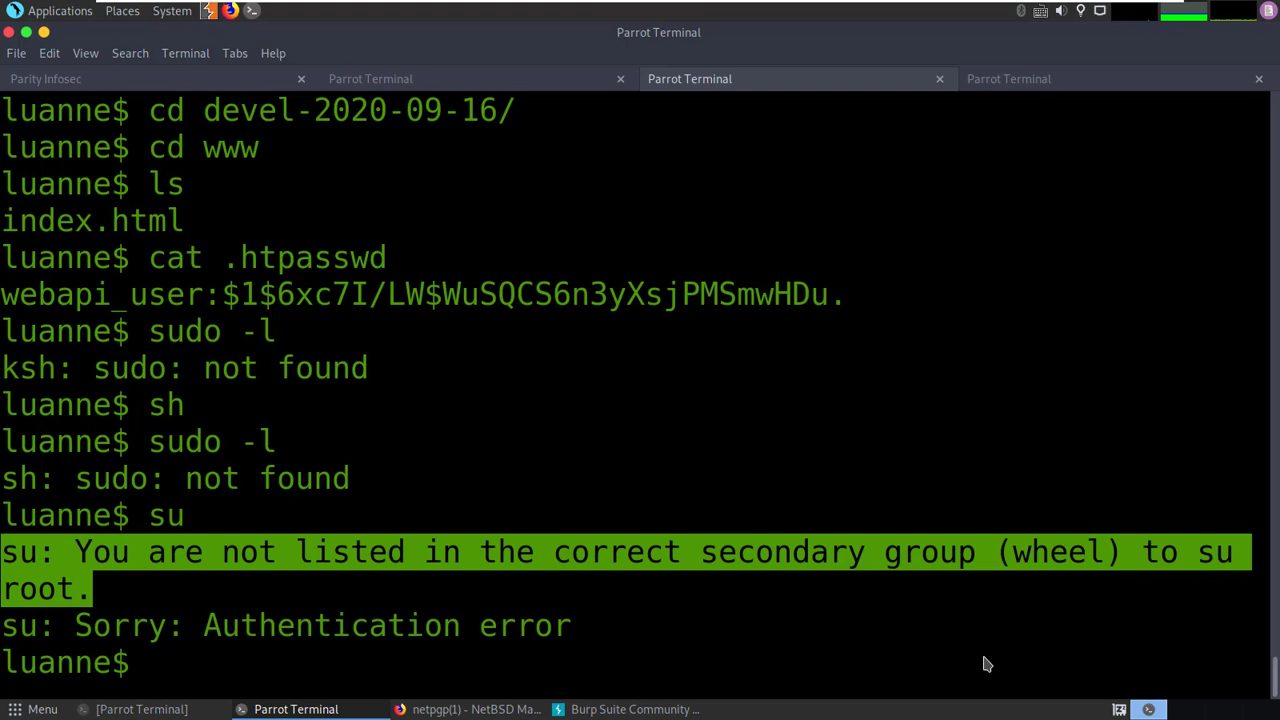 Applications Places System
Parrot Terminal
File Edit View Search Terminal Tabs Help
Parity Infosec Parrot Terminal Parrot Terminal Parrot Terminal
luanne$ cd devel-2020-09-16/
luanne$ cd www
luanne$ ls
index.html
luanne$ cat .htpasswd
webapi_user:$1$6xc7I/LW$WuSQCS6n3yXsjPMSmwHDu.
luanne$ sudo -l
ksh: sudo: not found
luanne$ sh
luanne$ sudo -l
sh: sudo: not found
luanne$ su
su: You are not listed in the correct secondary group (wheel) to su
root.
su: Sorry: Authentication error
luanne$
Menu [Parrot Terminal] Parrot Terminal netpgp(1) - NetBSD Ma... Burp Suite Community ...